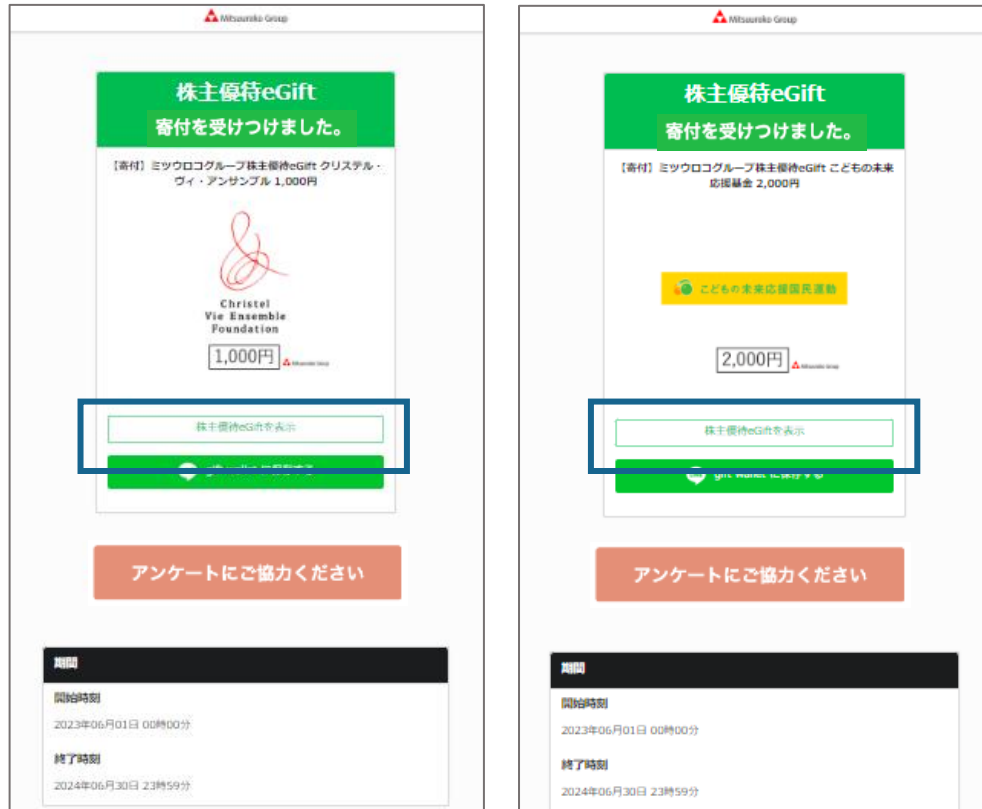 Mitsuuroko Group
株主優待eGift
寄付を受けつけました。
【寄付】ミツウロコグループ株主優待eGift クリステル・
ヴィ・アンサンブル 1,000円
Christel
Vie Ensemble
Foundation
1,000円
Mitsuuroko Group
株主優待eGiftを表示
アンケートにご協力ください
期間
開始時刻
2023年06月01日 00時00分
終了時刻
2024年06月30日 23時59分
Mitsuuroko Group
株主優待eGift
寄付を受けつけました。
【寄付】ミツウロコグループ株主優待eGift こどもの未来
応援基金 2,000円
こどもの未来応援国民運動
2,000円
Mitsuuroko Group
株主優待eGiftを表示
gift wallet に保存する
アンケートにご協力ください
期間
開始時刻
2023年06月01日 00時00分
終了時刻
2024年06月30日 23時59分